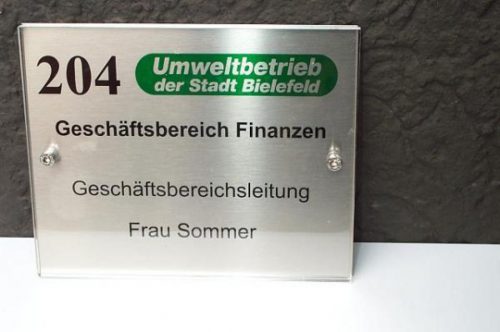 204
Umweltbetrieb
der Stadt Bielefeld
Geschäftsbereich Finanzen
Geschäftsbereichsleitung
Frau Sommer